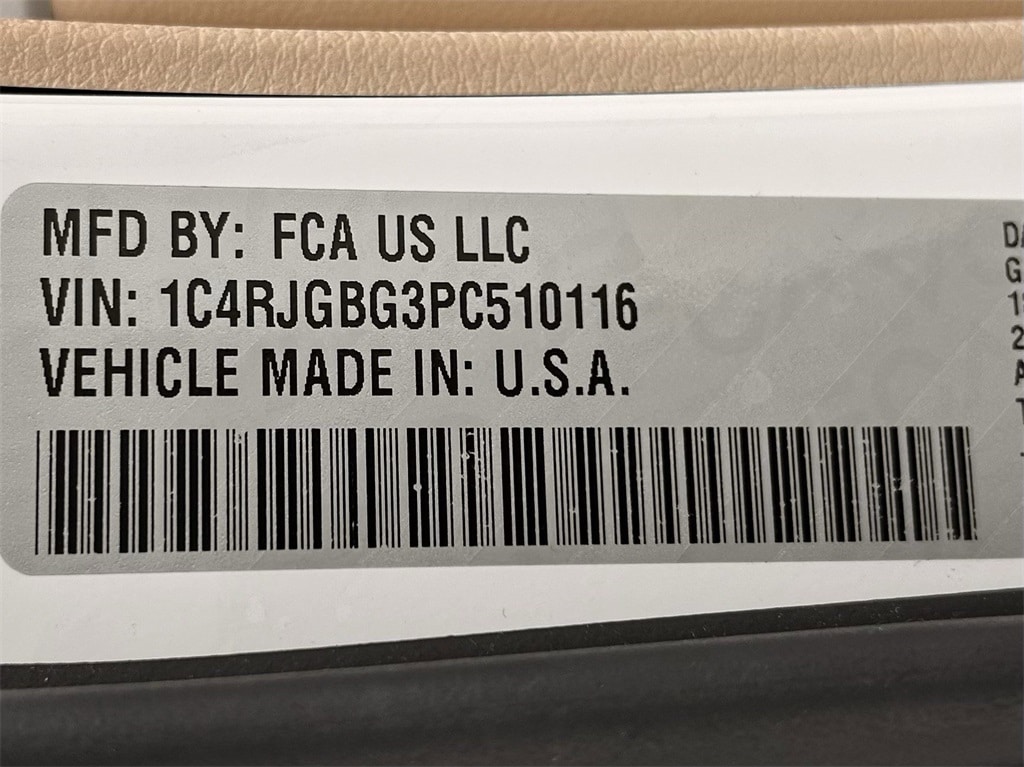 MFD BY: FCA US LLC
VIN: 1C4RJGBG3PC510116
VEHICLE MADE IN: U.S.A.